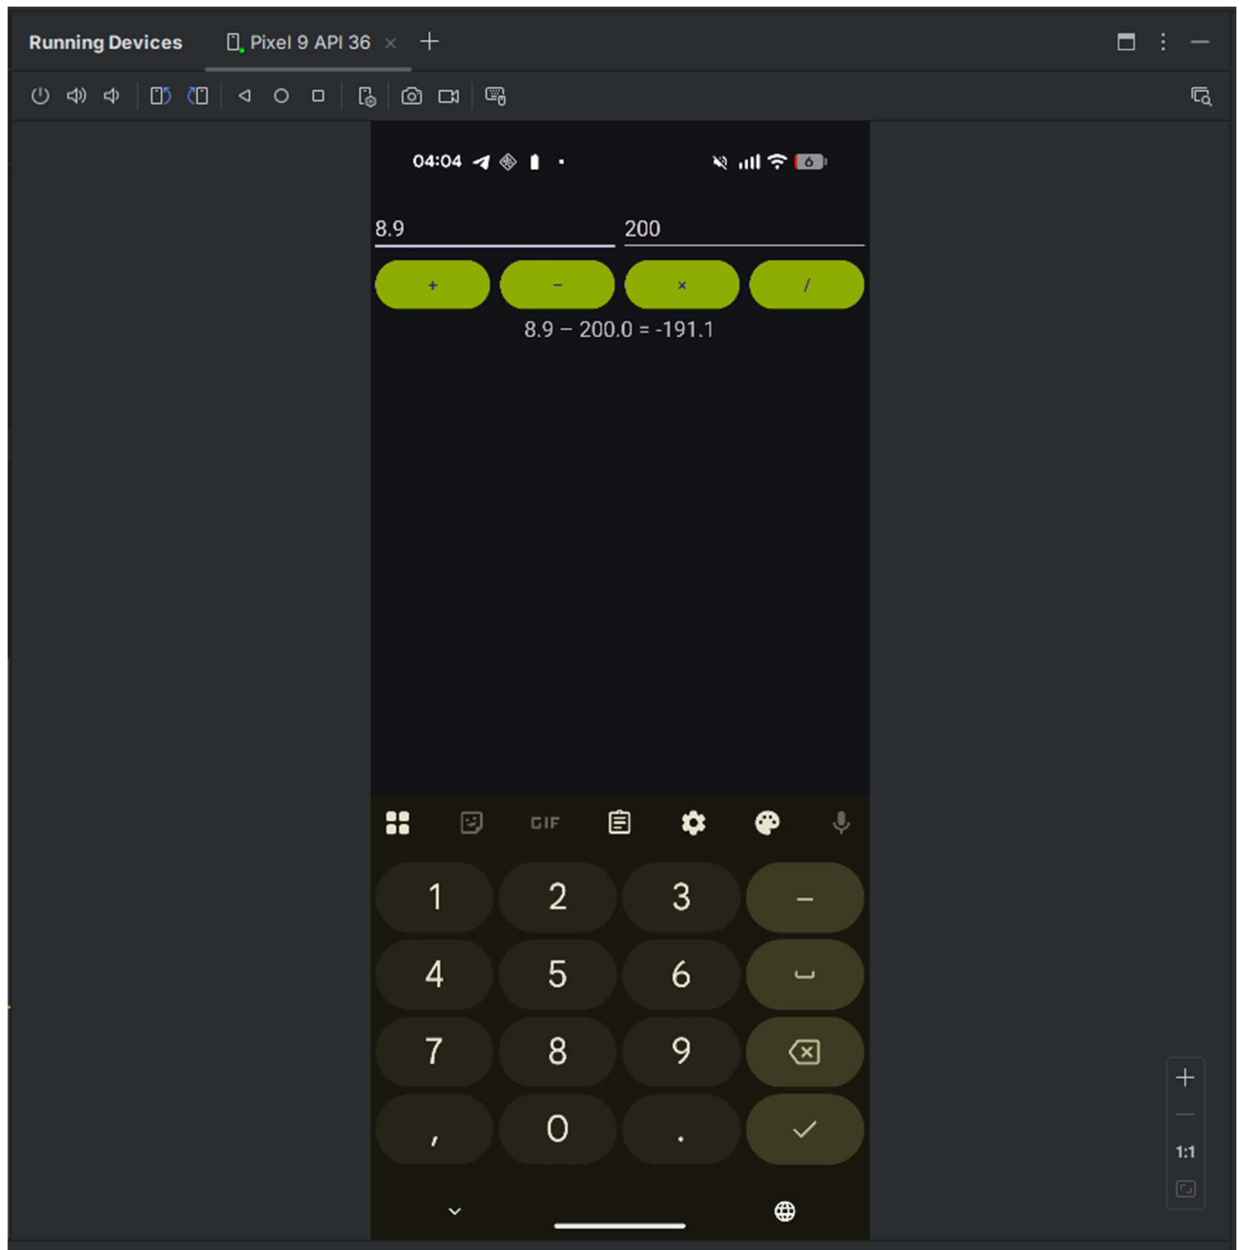 Running Devices Pixel 9 API 36
04:04 6
8.9 200
+ − × /
8.9 − 200.0 = -191.1
GIF
1 2 3 −
4 5 6
7 8 9
, 0 .
1:1